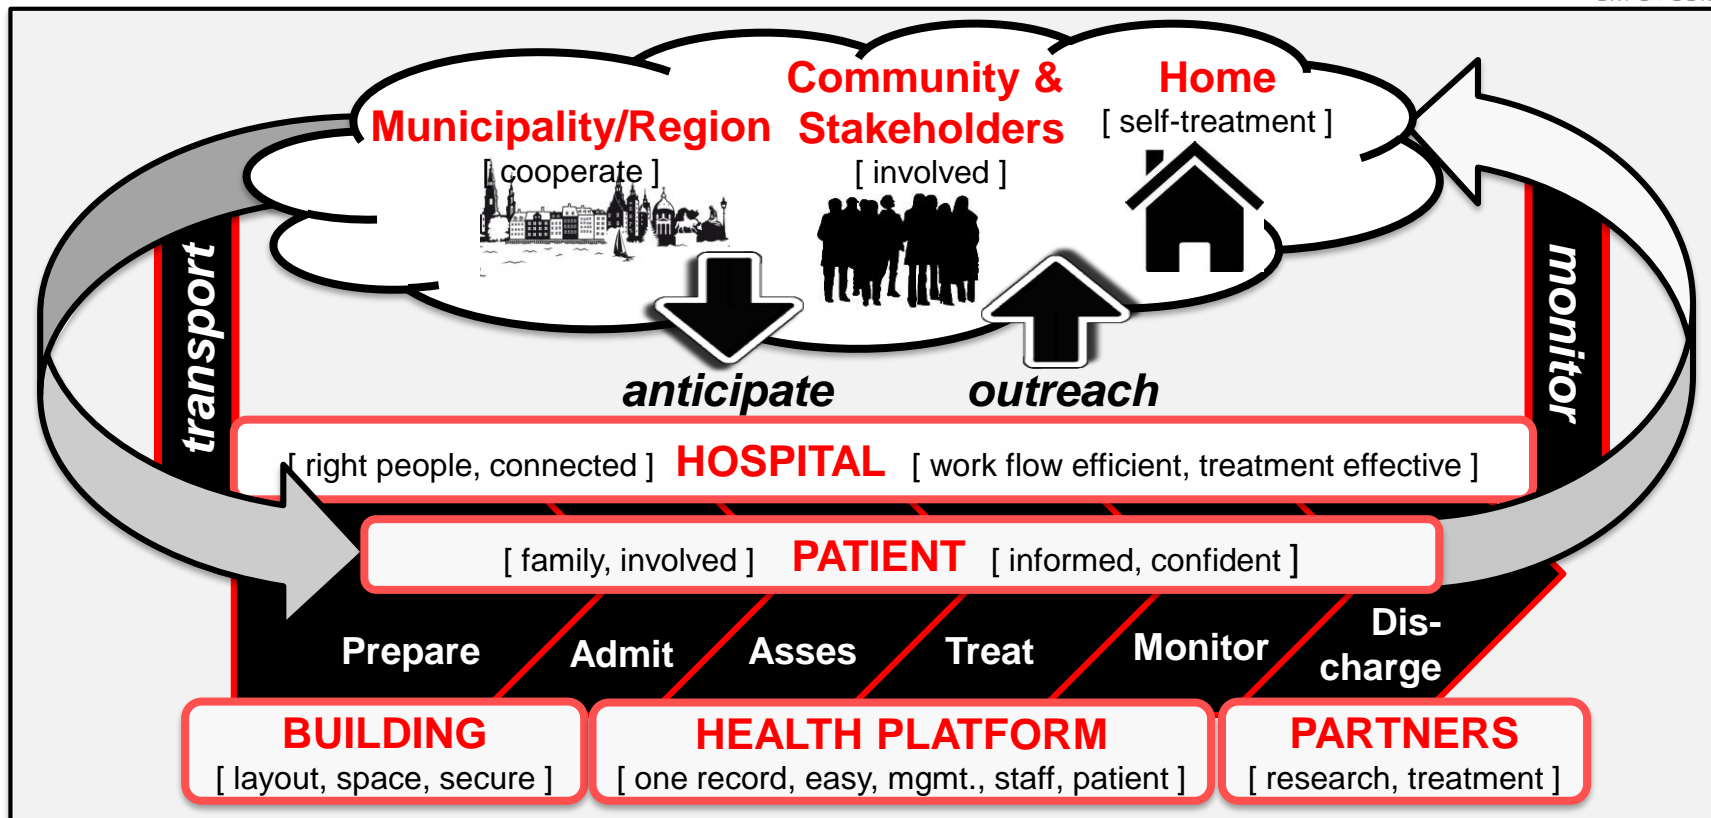 Community &
Stakeholders
[ involved ]
Home
[ self-treatment ]
Municipality/Region
[ cooperate ]
transport
monitor
anticipate
outreach
[ right people, connected ] HOSPITAL [ work flow efficient, treatment effective ]
[ family, involved ] PATIENT [ informed, confident ]
Prepare
Admit
Asses
Treat
Monitor
Dis-
charge
BUILDING
[ layout, space, secure ]
HEALTH PLATFORM
[ one record, easy, mgmt., staff, patient ]
PARTNERS
[ research, treatment ]